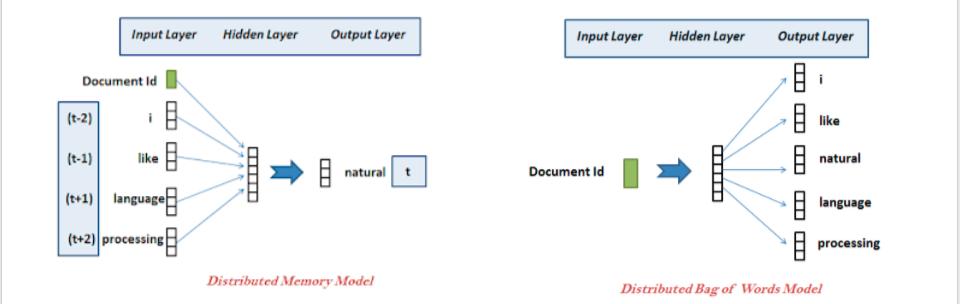 Input Layer Hidden Layer Output Layer
Document Id
(t-2) i
(t-1) like
natural t
(t+1) language
(t+2) processing
Distributed Memory Model
Input Layer Hidden Layer Output Layer
i
like
natural
Document Id
language
processing
Distributed Bag of Words Model